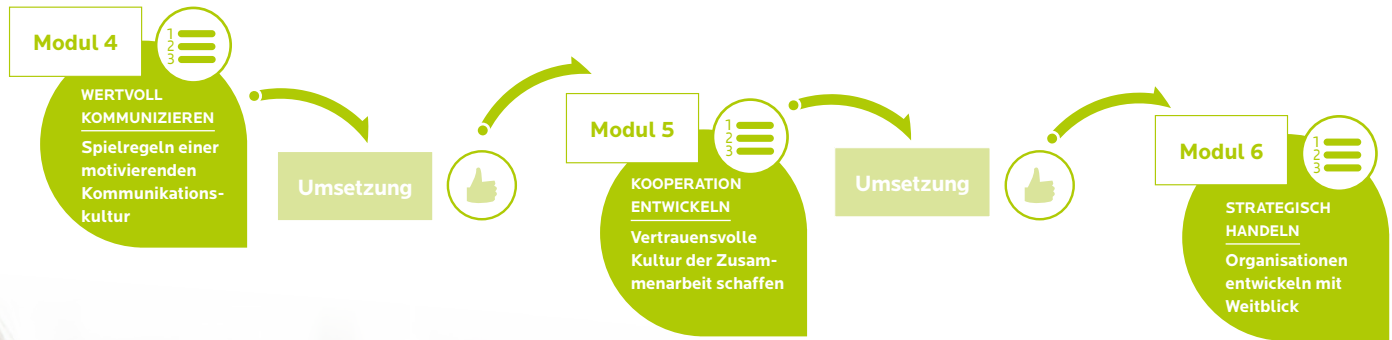 Modul 4
1
2
3
WERTVOLL
KOMMUNIZIEREN
Spielregeln einer
motivierenden
Kommunikations-
kultur
Umsetzung
Modul 5
1
2
3
KOOPERATION
ENTWICKELN
Vertrauensvolle
Kultur der Zusam-
menarbeit schaffen
Umsetzung
Modul 6
1
2
3
STRATEGISCH
HANDELN
Organisationen
entwickeln mit
Weitblick